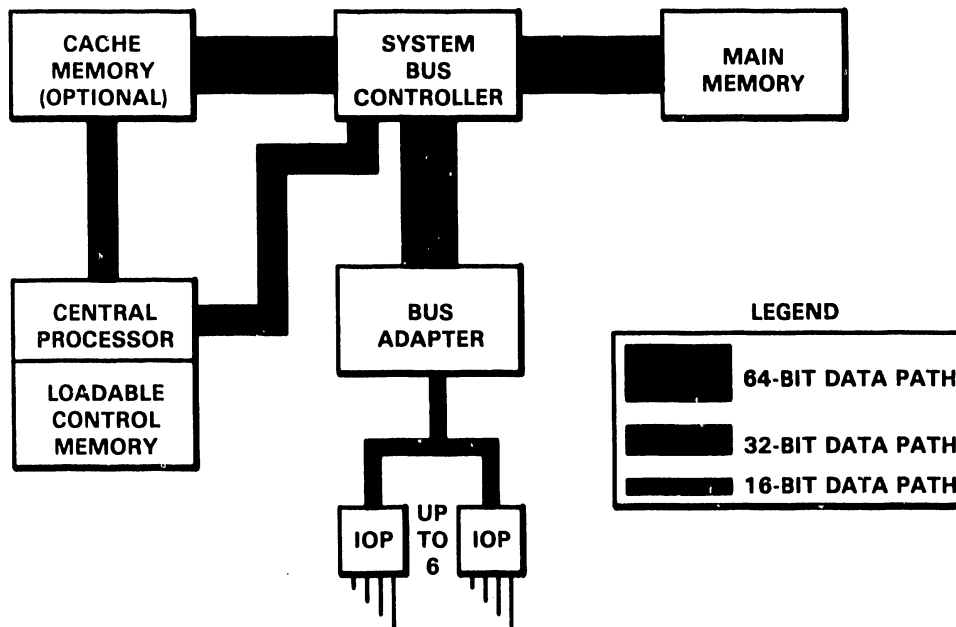 CACHE
MEMORY
(OPTIONAL)
SYSTEM
BUS
CONTROLLER
MAIN
MEMORY
CENTRAL
PROCESSOR
LOADABLE
CONTROL
MEMORY
BUS
ADAPTER
IOP
UP
TO
6
IOP
LEGEND
64-BIT DATA PATH
32-BIT DATA PATH
16-BIT DATA PATH